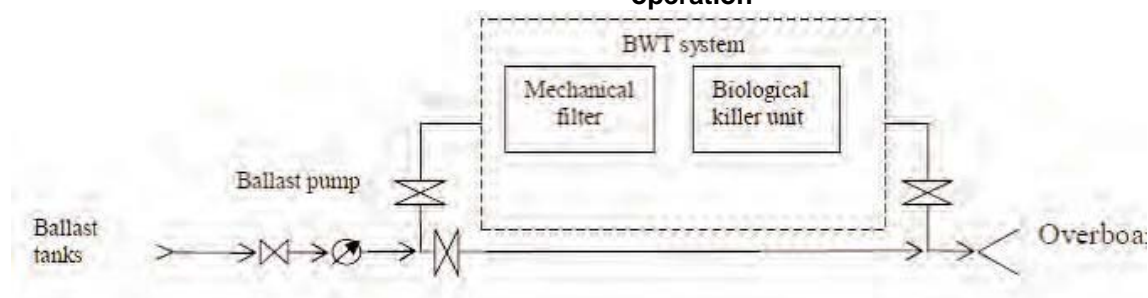 operation
BWT system
Mechanical
filter
Biological
killer unit
Ballast pump
Ballast
tanks